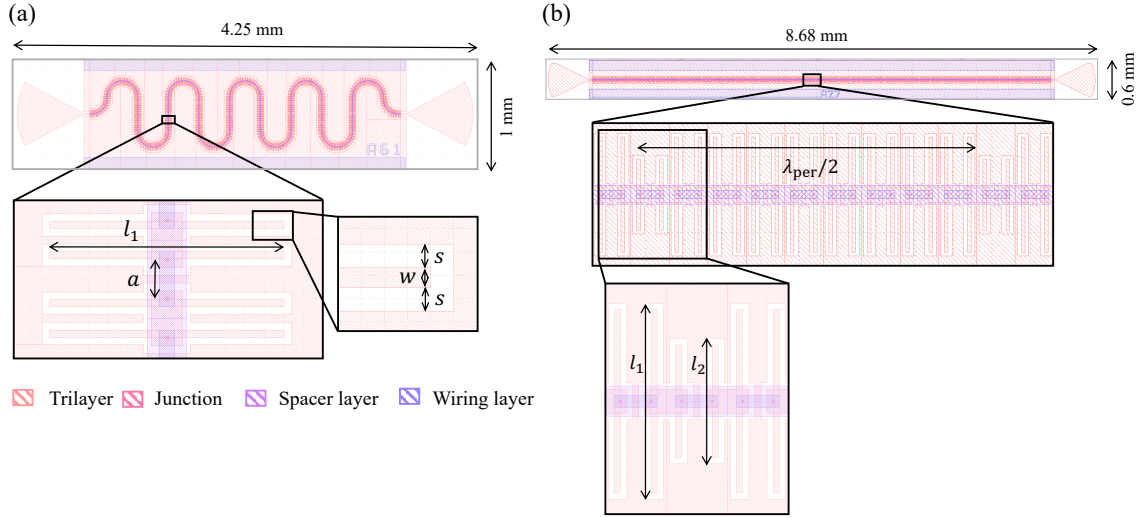 (a)
4.25 mm
1 mm
A61
l₁
a
s
w
s
Trilayer
Junction
Spacer layer
Wiring layer
(b)
8.68 mm
0.6 mm
A77
λper/2
l₁
l₂